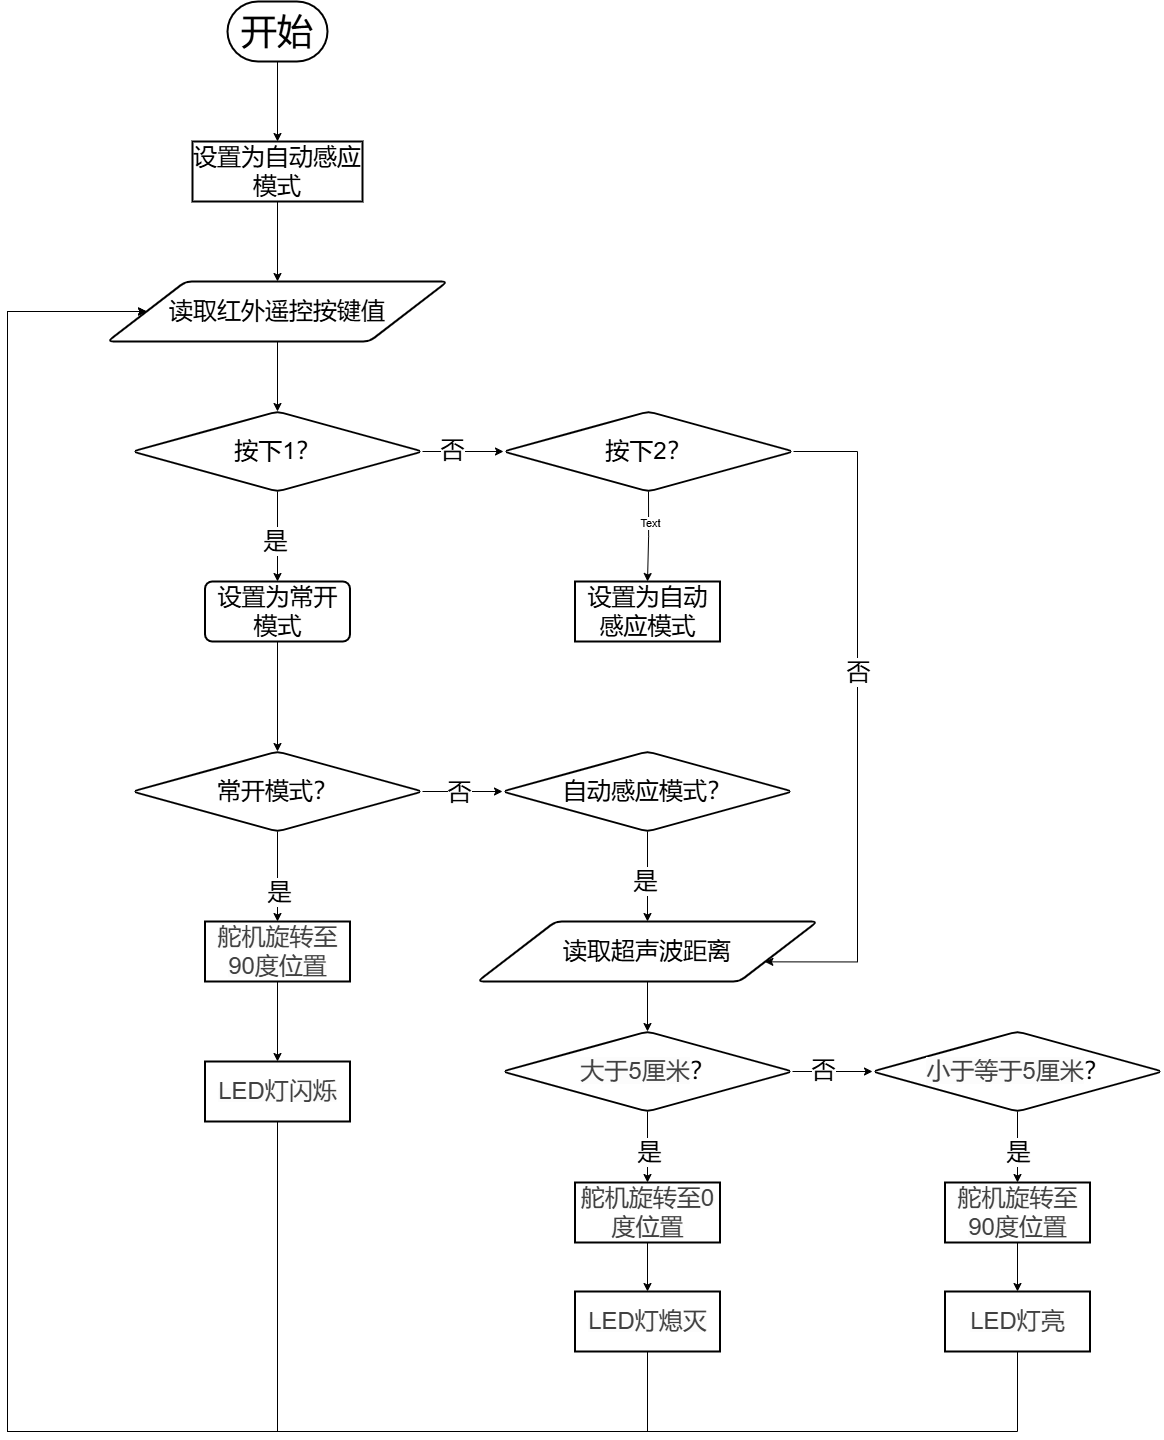 开始
设置为自动感应
模式
读取红外遥控按键值
按下1？
否
按下2？
是
Text
设置为常开
模式
设置为自动
感应模式
否
常开模式？
否
自动感应模式？
是
是
舵机旋转至
90度位置
读取超声波距离
LED灯闪烁
大于5厘米？
否
小于等于5厘米？
是
是
舵机旋转至0
度位置
舵机旋转至
90度位置
LED灯熄灭
LED灯亮